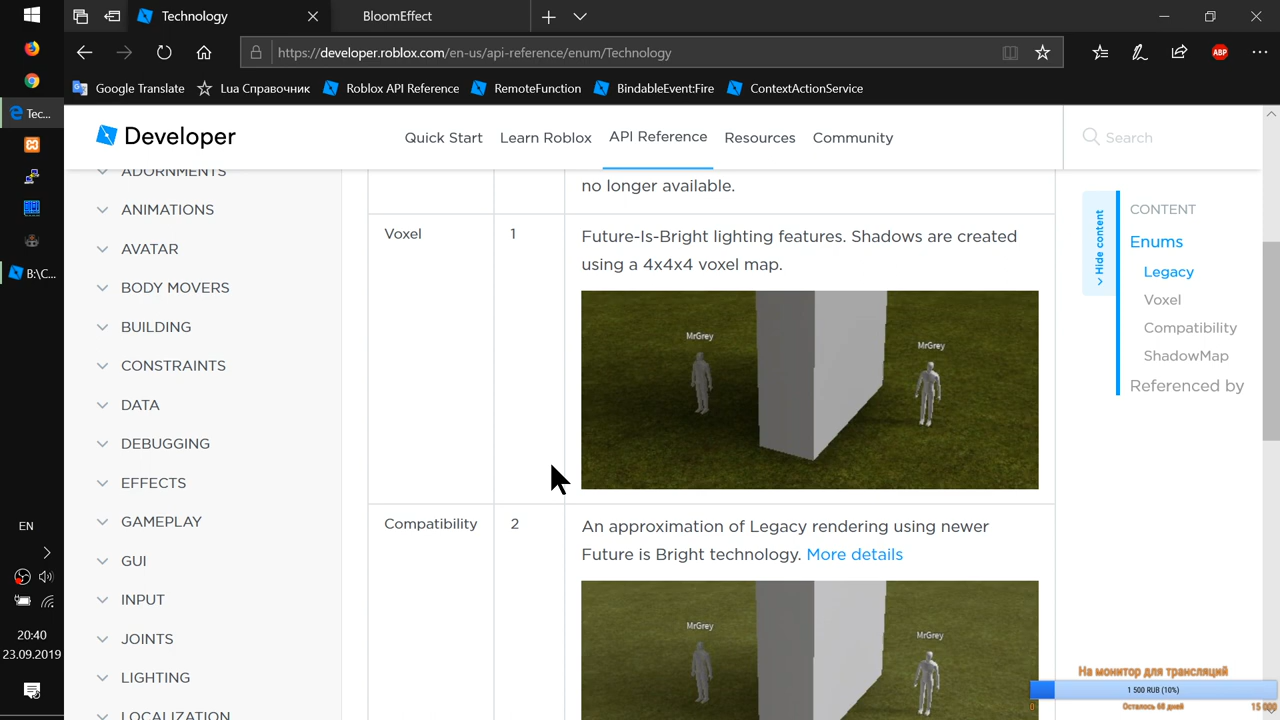 Technology
BloomEffect
https://developer.roblox.com/en-us/api-reference/enum/Technology
ABP
Google Translate
Lua Справочник
Roblox API Reference
RemoteFunction
BindableEvent:Fire
ContextActionService
Tec...
B:\C...
EN
20:40
23.09.2019
Developer
Quick Start
Learn Roblox
API Reference
Resources
Community
Search
ADORNMENTS
ANIMATIONS
AVATAR
BODY MOVERS
BUILDING
CONSTRAINTS
DATA
DEBUGGING
EFFECTS
GAMEPLAY
GUI
INPUT
JOINTS
LIGHTING
LOCALIZATION
no longer available.
Voxel
1
Future-Is-Bright lighting features. Shadows are created
using a 4x4x4 voxel map.
MrGrey
MrGrey
Compatibility
2
An approximation of Legacy rendering using newer
Future is Bright technology. More details
MrGrey
MrGrey
Hide content
CONTENT
Enums
Legacy
Voxel
Compatibility
ShadowMap
Referenced by
На монитор для трансляций
1 500 RUB (10%)
Осталось 68 дней
15 000